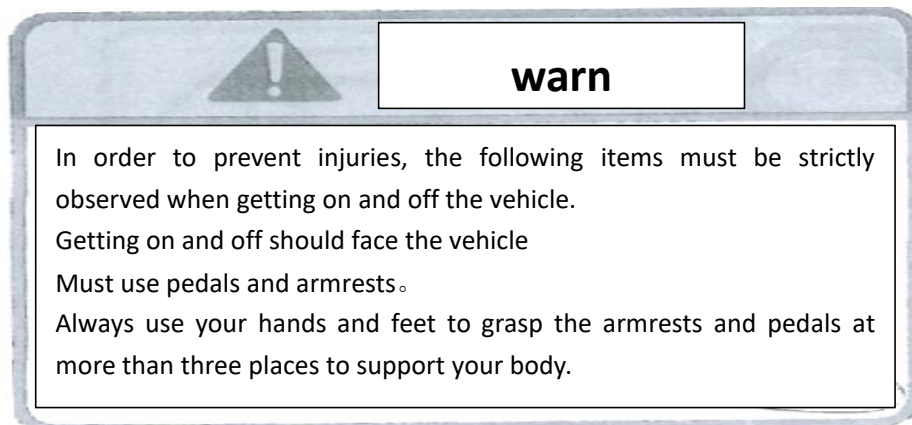 warn
In order to prevent injuries, the following items must be strictly
observed when getting on and off the vehicle.
Getting on and off should face the vehicle
Must use pedals and armrests。
Always use your hands and feet to grasp the armrests and pedals at
more than three places to support your body.